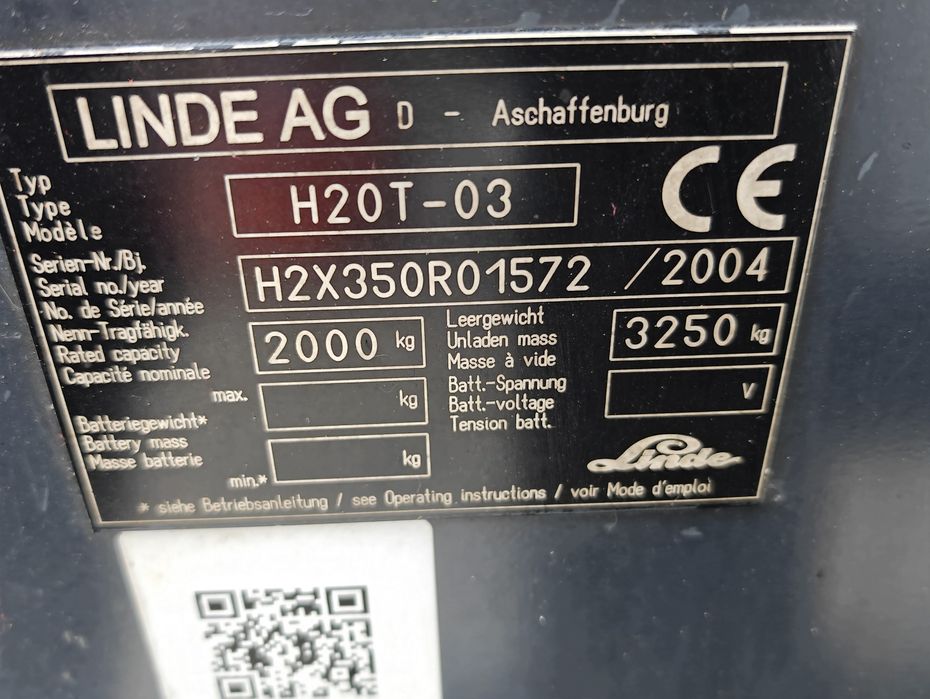 LINDE AG D - Aschaffenburg
CE
Typ
Type
Modèle
H20T-03
Serien-Nr./Bj.
Serial no./year
No. de Série/année
H2X350R01572 / 2004
Nenn-Tragfähigk.
Rated capacity
Capacité nominale
2000 kg
Leergewicht
Unladen mass
Masse à vide
3250 kg
max. kg
Batteriegewicht*
Battery mass
Masse batterie
min.* kg
Batt.-Spannung
Batt.-voltage
Tension batt.
V
Linde
* siehe Betriebsanleitung / see Operating instructions / voir Mode d'emploi